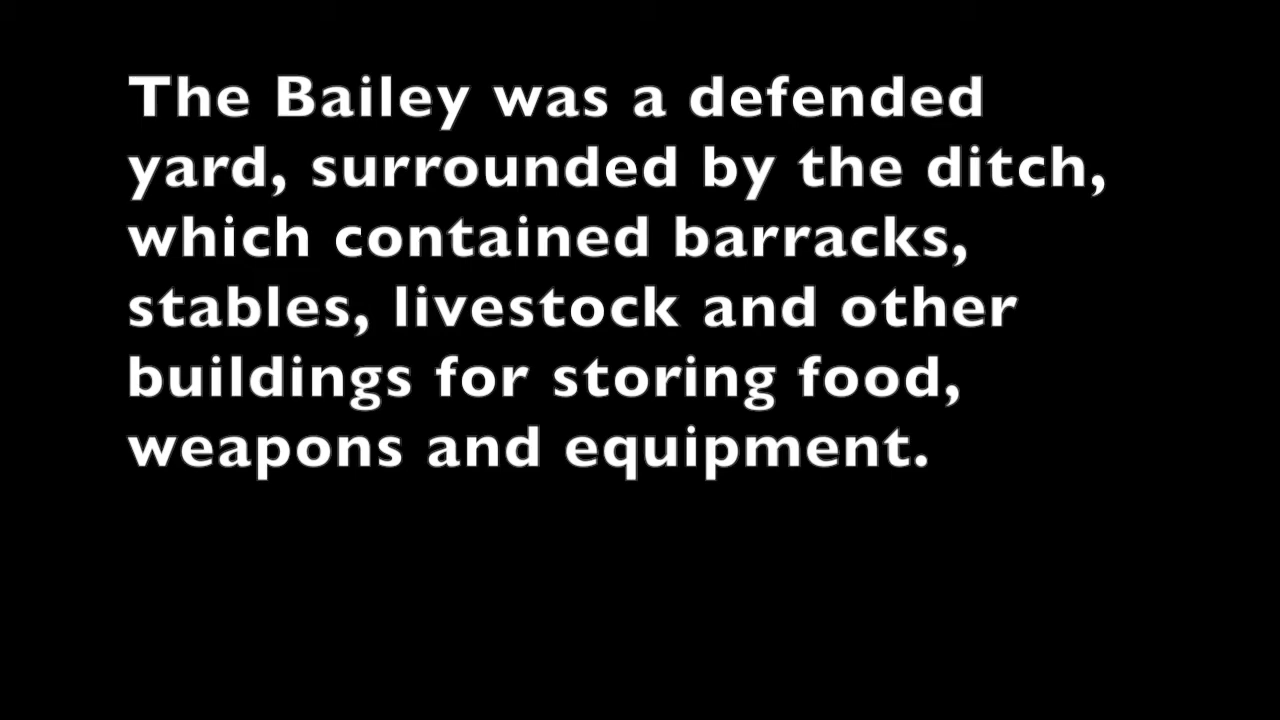 The Bailey was a defended
yard, surrounded by the ditch,
which contained barracks,
stables, livestock and other
buildings for storing food,
weapons and equipment.